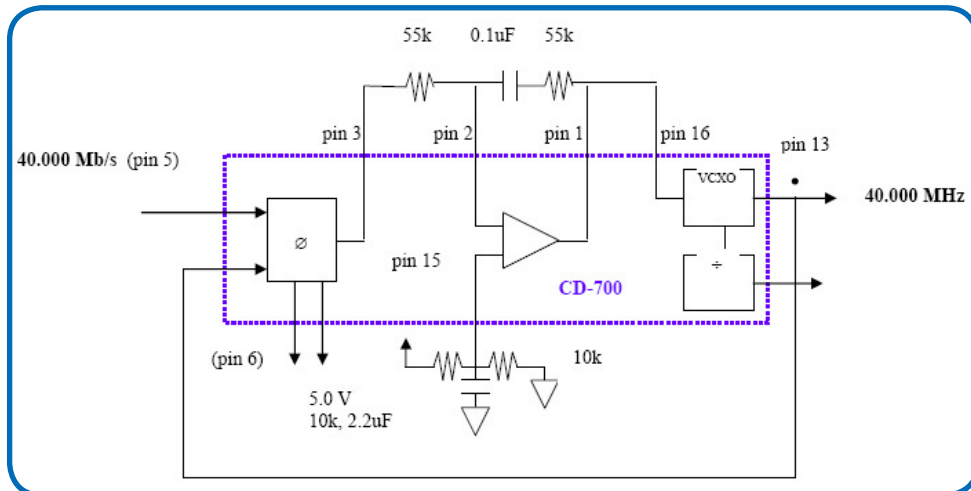 55k 0.1uF 55k
pin 3 pin 2 pin 1 pin 16
pin 13
40.000 Mb/s (pin 5)
VCXO
40.000 MHz
∅
pin 15
÷
CD-700
(pin 6)
10k
5.0 V
10k, 2.2uF